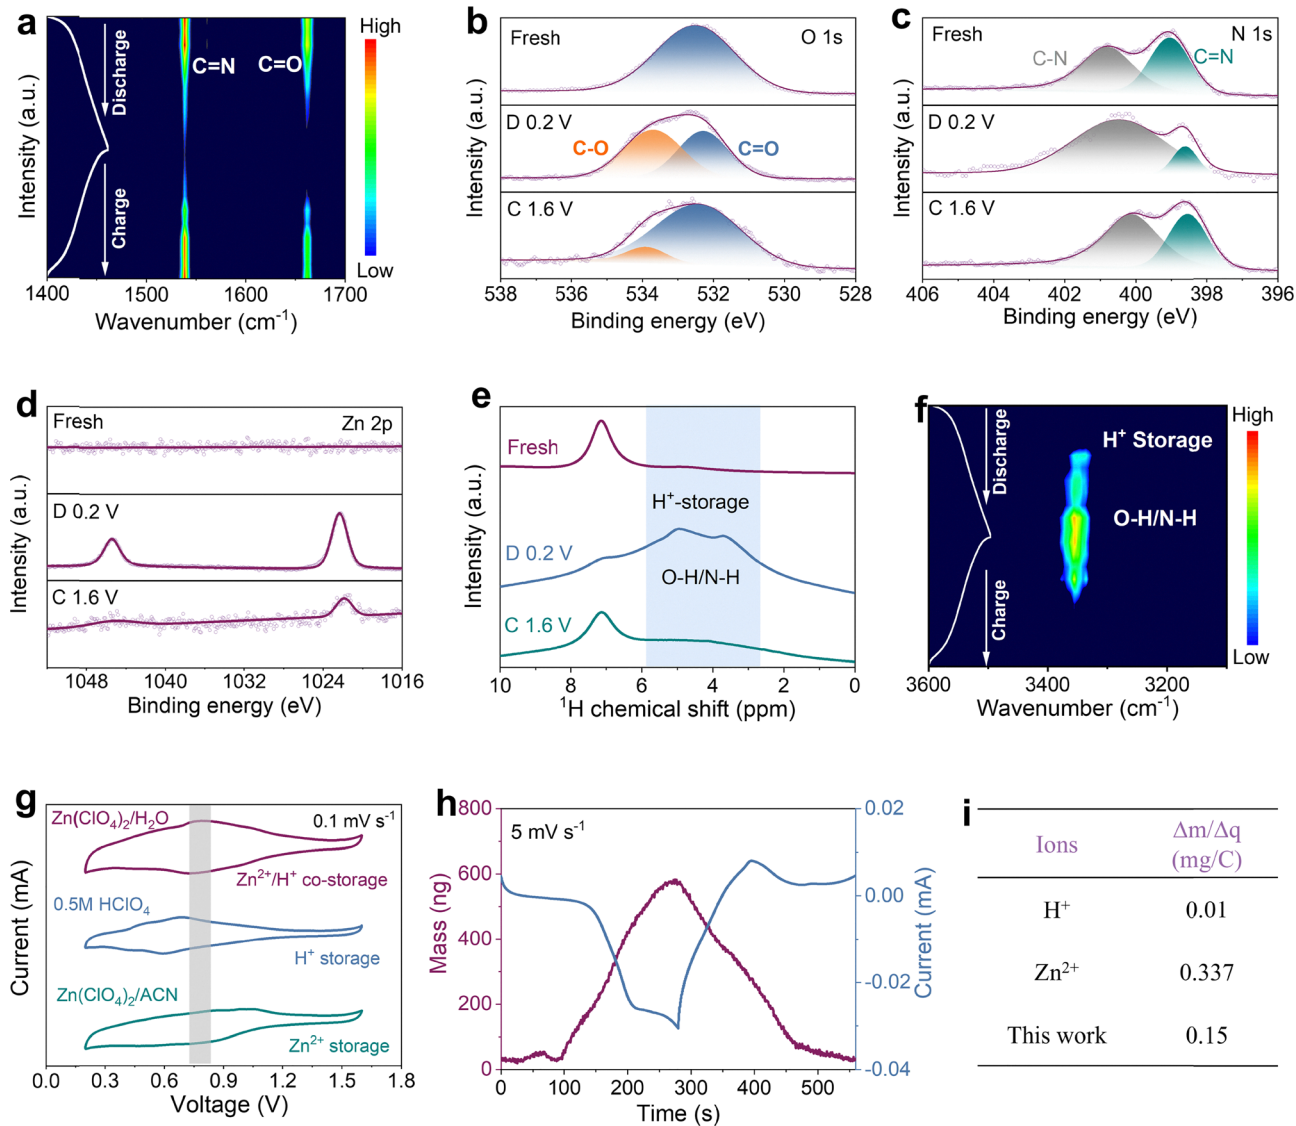 a
Intensity (a.u.)
Discharge
Charge
C=N
C=O
High
Low
1400 1500 1600 1700
Wavenumber (cm⁻¹)
b
Intensity (a.u.)
Fresh
O 1s
D 0.2 V
C-O
C=O
C 1.6 V
538 536 534 532 530 528
Binding energy (eV)
c
Intensity (a.u.)
Fresh
N 1s
C-N
C=N
D 0.2 V
C 1.6 V
406 404 402 400 398 396
Binding energy (eV)
d
Intensity (a.u.)
Fresh
Zn 2p
D 0.2 V
C 1.6 V
1048 1040 1032 1024 1016
Binding energy (eV)
e
Intensity (a.u.)
Fresh
H⁺-storage
D 0.2 V
O-H/N-H
C 1.6 V
10 8 6 4 2 0
¹H chemical shift (ppm)
f
Intensity (a.u.)
Discharge
Charge
H⁺ Storage
O-H/N-H
High
Low
3600 3400 3200
Wavenumber (cm⁻¹)
g
Current (mA)
Zn(ClO₄)₂/H₂O
0.1 mV s⁻¹
Zn²⁺/H⁺ co-storage
0.5M HClO₄
H⁺ storage
Zn(ClO₄)₂/ACN
Zn²⁺ storage
0.0 0.3 0.6 0.9 1.2 1.5 1.8
Voltage (V)
h
Mass (ng)
800
600
400
200
0
5 mV s⁻¹
0.02
0.00
-0.02
-0.04
Current (mA)
0 100 200 300 400 500
Time (s)
i
Ions Δm/Δq
(mg/C)
H⁺ 0.01
Zn²⁺ 0.337
This work 0.15